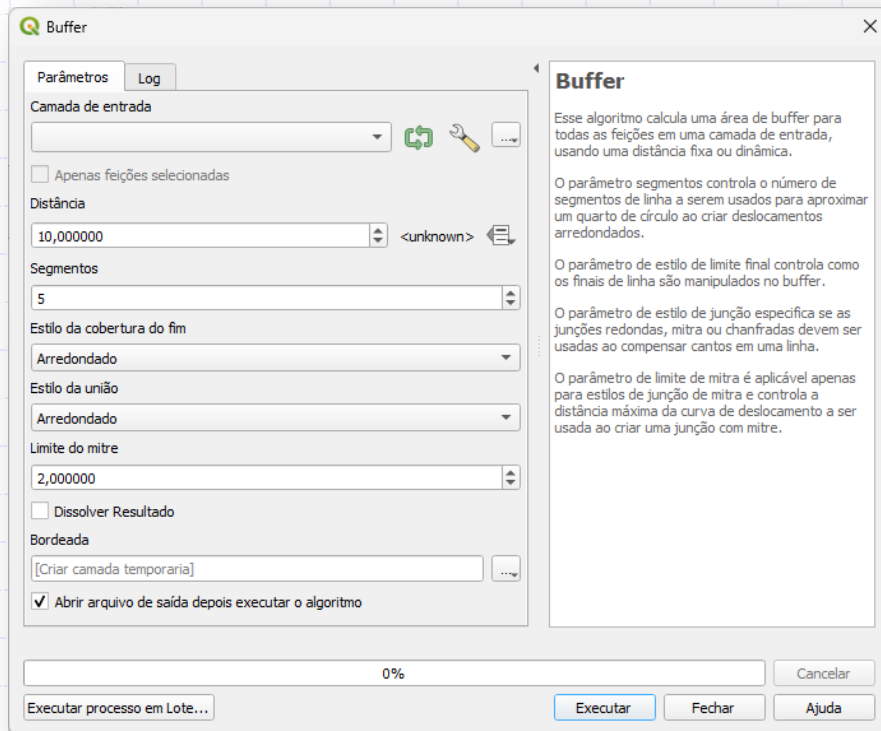 Buffer
Parâmetros
Log
Camada de entrada
...
Apenas feições selecionadas
Distância
10,000000
<unknown>
Segmentos
5
Estilo da cobertura do fim
Arredondado
Estilo da união
Arredondado
Limite do mitre
2,000000
Dissolver Resultado
Bordeada
[Criar camada temporaria]
...
Abrir arquivo de saída depois executar o algoritmo
Buffer
Esse algoritmo calcula uma área de buffer para
todas as feições em uma camada de entrada,
usando uma distância fixa ou dinâmica.
O parâmetro segmentos controla o número de
segmentos de linha a serem usados para aproximar
um quarto de círculo ao criar deslocamentos
arredondados.
O parâmetro de estilo de limite final controla como
os finais de linha são manipulados no buffer.
O parâmetro de estilo de junção especifica se as
junções redondas, mitra ou chanfradas devem ser
usadas ao compensar cantos em uma linha.
O parâmetro de limite de mitra é aplicável apenas
para estilos de junção de mitra e controla a
distância máxima da curva de deslocamento a ser
usada ao criar uma junção com mitre.
0%
Cancelar
Executar processo em Lote...
Executar
Fechar
Ajuda